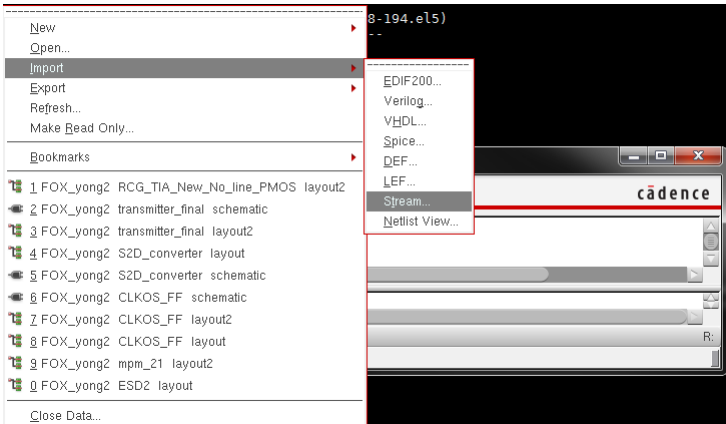 8-194.el5)
--
New
Open...
Import
Export
Refresh...
Make Read Only...
Bookmarks
1 FOX_yong2 RCG_TIA_New_No_line_PMOS layout2
2 FOX_yong2 transmitter_final schematic
3 FOX_yong2 transmitter_final layout2
4 FOX_yong2 S2D_converter layout
5 FOX_yong2 S2D_converter schematic
6 FOX_yong2 CLKOS_FF schematic
7 FOX_yong2 CLKOS_FF layout2
8 FOX_yong2 CLKOS_FF layout
9 FOX_yong2 mpm_21 layout2
0 FOX_yong2 ESD2 layout
Close Data...
EDIF200...
Verilog...
VHDL...
Spice...
DEF...
LEF...
Stream...
Netlist View...
cādence
R: